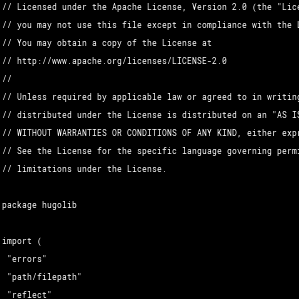 // Licensed under the Apache License, Version 2.0 (the "Lice
// you may not use this file except in compliance with the L
// You may obtain a copy of the License at
// http://www.apache.org/licenses/LICENSE-2.0
//
// Unless required by applicable law or agreed to in writing
// distributed under the License is distributed on an "AS IS
// WITHOUT WARRANTIES OR CONDITIONS OF ANY KIND, either expr
// See the License for the specific language governing permi
// limitations under the License.
package hugolib
import (
"errors"
"path/filepath"
"reflect"